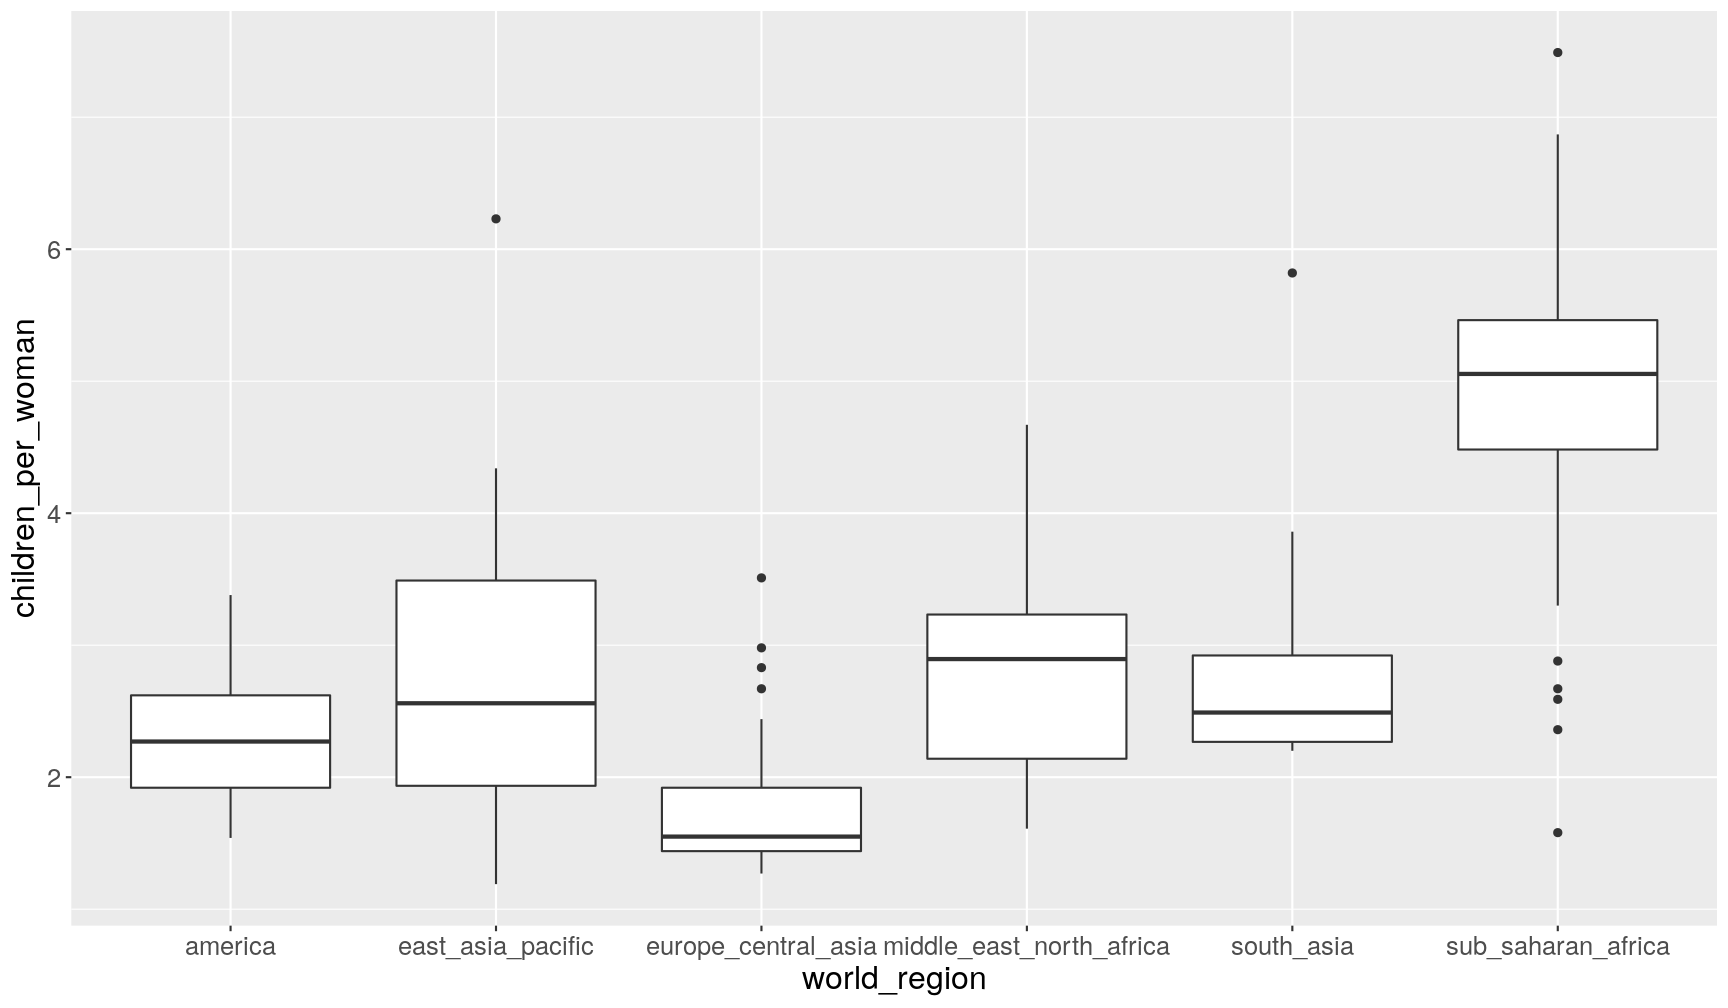 children_per_woman
6
4
2
america
east_asia_pacific
europe_central_asia
middle_east_north_africa
south_asia
sub_saharan_africa
world_region